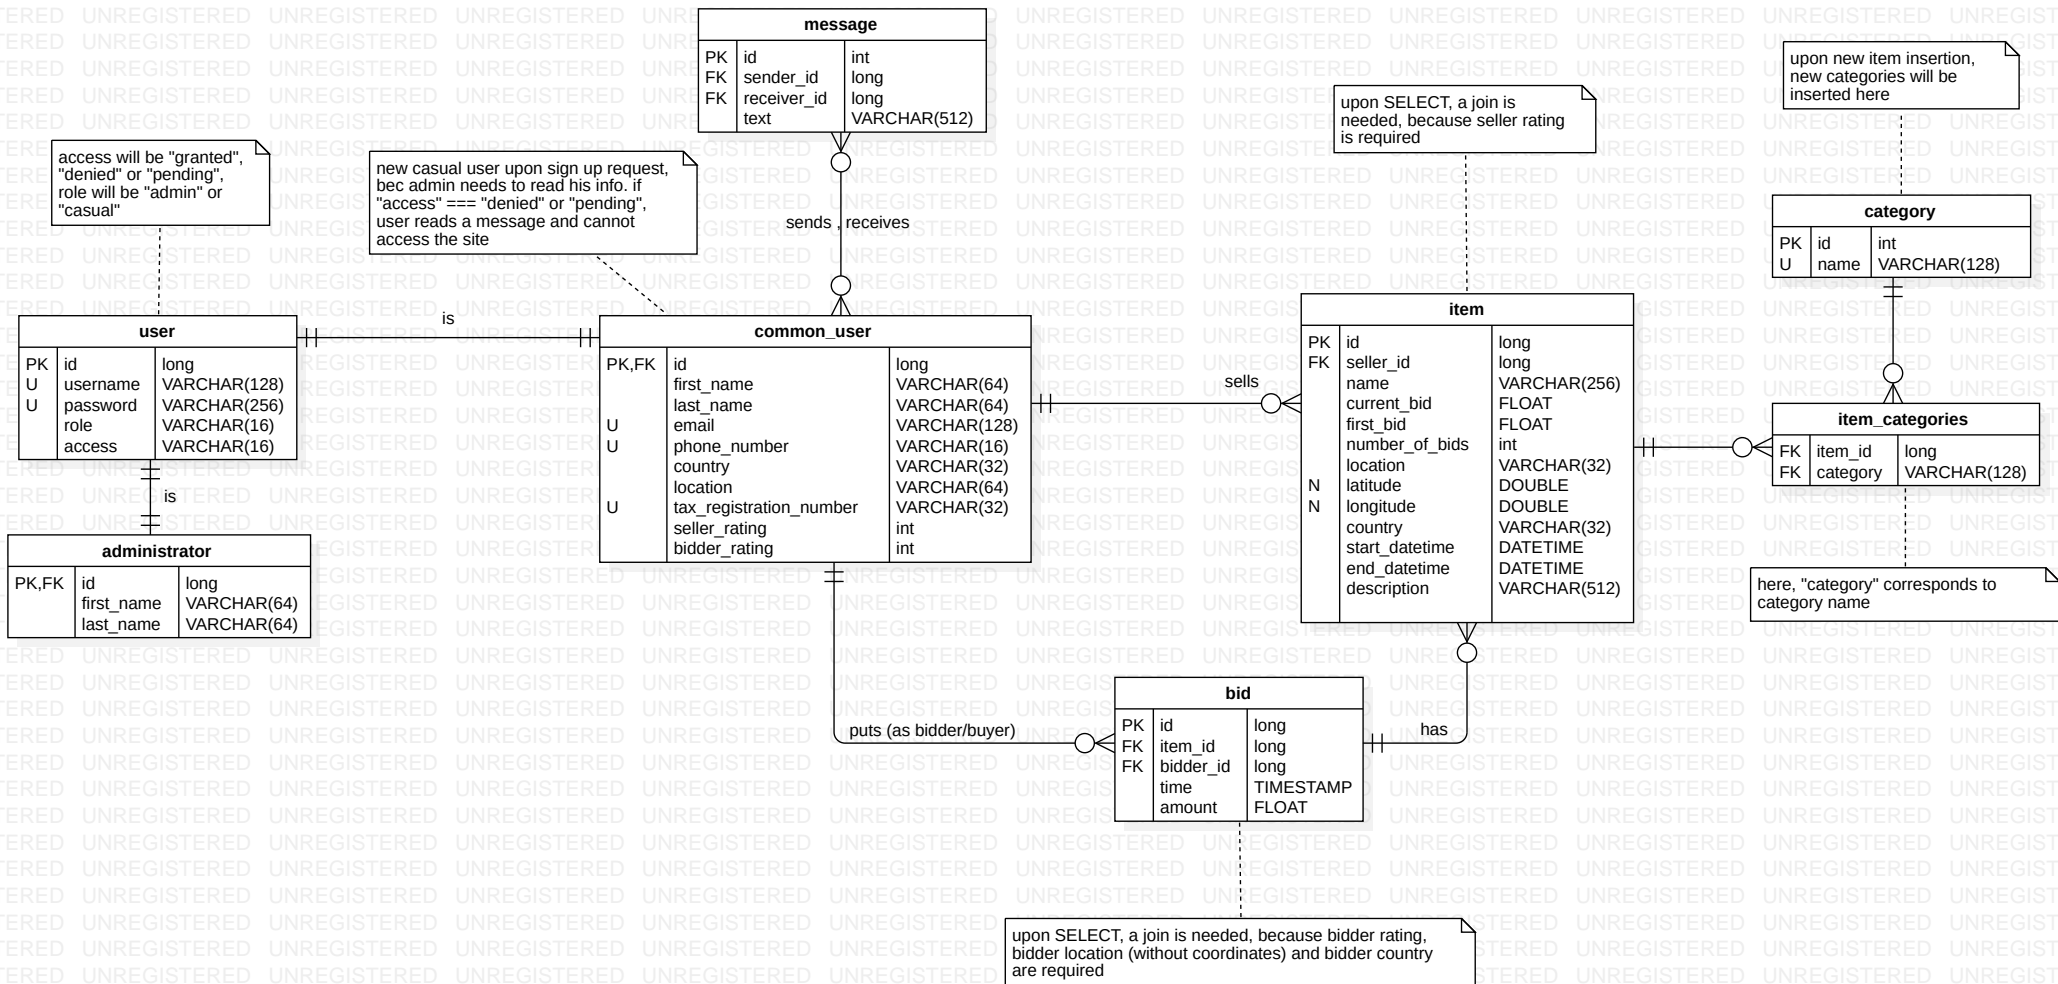 message
PK id int
FK sender_id long
FK receiver_id long
text VARCHAR(512)
upon new item insertion,
new categories will be
inserted here
upon SELECT, a join is
needed, because seller rating
is required
access will be "granted",
"denied" or "pending",
role will be "admin" or
"casual"
new casual user upon sign up request,
bec admin needs to read his info. if
"access" === "denied" or "pending",
user reads a message and cannot
access the site
sends , receives
category
PK id int
U name VARCHAR(128)
user
PK id long
U username VARCHAR(128)
U password VARCHAR(256)
role VARCHAR(16)
access VARCHAR(16)
is
common_user
PK,FK id long
first_name VARCHAR(64)
last_name VARCHAR(64)
U email VARCHAR(128)
U phone_number VARCHAR(16)
country VARCHAR(32)
location VARCHAR(64)
U tax_registration_number VARCHAR(32)
seller_rating int
bidder_rating int
sells
item
PK id long
FK seller_id long
name VARCHAR(256)
current_bid FLOAT
first_bid FLOAT
number_of_bids int
location VARCHAR(32)
N latitude DOUBLE
N longitude DOUBLE
country VARCHAR(32)
start_datetime DATETIME
end_datetime DATETIME
description VARCHAR(512)
item_categories
FK item_id long
FK category VARCHAR(128)
is
administrator
PK,FK id long
first_name VARCHAR(64)
last_name VARCHAR(64)
here, "category" corresponds to
category name
puts (as bidder/buyer)
bid
PK id long
FK item_id long
FK bidder_id long
time TIMESTAMP
amount FLOAT
has
upon SELECT, a join is needed, because bidder rating,
bidder location (without coordinates) and bidder country
are required
UNREGISTERED